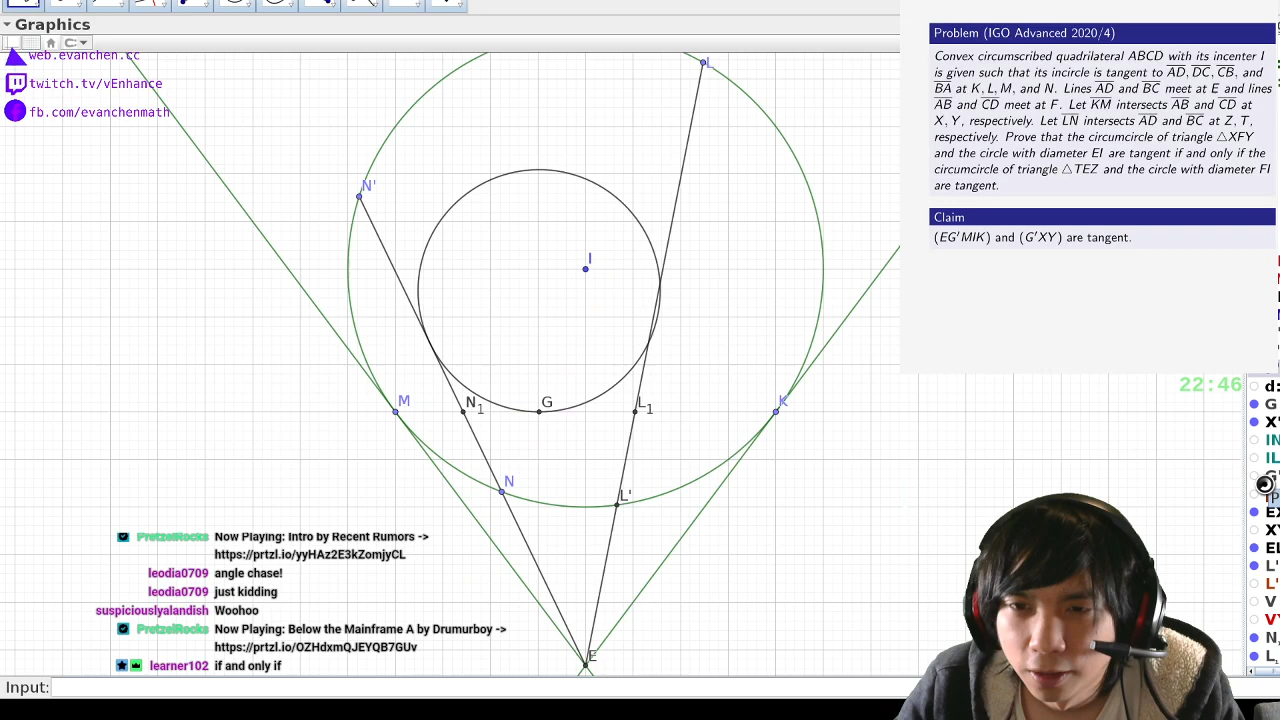 Graphics
web.evanchen.cc
twitch.tv/vEnhance
fb.com/evanchenmath
Problem (IGO Advanced 2020/4)
Convex circumscribed quadrilateral ABCD with its incenter I
is given such that its incircle is tangent to AD, DC, CB, and
BA at K, L, M, and N. Lines AD and BC meet at E and lines
AB and CD meet at F. Let KM intersects AB and CD at
X, Y, respectively. Let LN intersects AD and BC at Z, T,
respectively. Prove that the circumcircle of triangle △XFY
and the circle with diameter EI are tangent if and only if the
circumcircle of triangle △TEZ and the circle with diameter FI
are tangent.
Claim
(EG'MIK) and (G'XY) are tangent.
L
N'
I
M
N₁
G
L₁
K
N
L'
E
22:46
d:
G
X'
IN
IL
EX
XY
EL
L'
L'
V
VY
N,
L
PretzelRocks Now Playing: Intro by Recent Rumors ->
https://prtzl.io/yyHAz2E3kZomjyCL
leodia0709 angle chase!
leodia0709 just kidding
suspiciouslyalandish Woohoo
PretzelRocks Now Playing: Below the Mainframe A by Drumurboy ->
https://prtzl.io/OZHdxmQJEYQB7GUv
learner102 if and only if
Input: